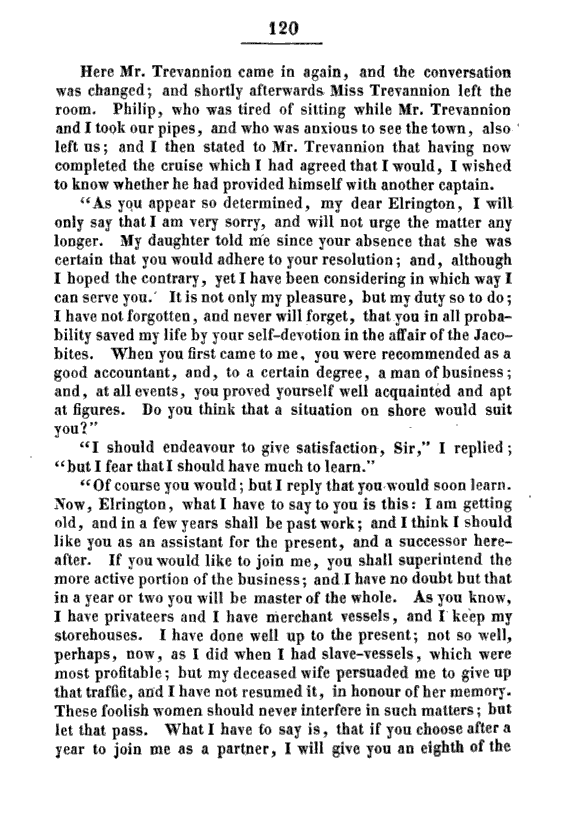 120
Here Mr. Trevannion came in again, and the conversation
was changed; and shortly afterwards Miss Trevannion left the
room. Philip, who was tired of sitting while Mr. Trevannion
and I took our pipes, and who was anxious to see the town, also
left us; and I then stated to Mr. Trevannion that having now
completed the cruise which I had agreed that I would, I wished
to know whether he had provided himself with another captain.
“As you appear so determined, my dear Elrington, I will
only say that I am very sorry, and will not urge the matter any
longer. My daughter told me since your absence that she was
certain that you would adhere to your resolution; and, although
I hoped the contrary, yet I have been considering in which way I
can serve you. It is not only my pleasure, but my duty so to do;
I have not forgotten, and never will forget, that you in all proba-
bility saved my life by your self-devotion in the affair of the Jaco-
bites. When you first came to me, you were recommended as a
good accountant, and, to a certain degree, a man of business;
and, at all events, you proved yourself well acquainted and apt
at figures. Do you think that a situation on shore would suit
you?”
“I should endeavour to give satisfaction, Sir,” I replied;
“but I fear that I should have much to learn.”
“Of course you would; but I reply that you would soon learn.
Now, Elrington, what I have to say to you is this: I am getting
old, and in a few years shall be past work; and I think I should
like you as an assistant for the present, and a successor here-
after. If you would like to join me, you shall superintend the
more active portion of the business; and I have no doubt but that
in a year or two you will be master of the whole. As you know,
I have privateers and I have merchant vessels, and I keep my
storehouses. I have done well up to the present; not so well,
perhaps, now, as I did when I had slave-vessels, which were
most profitable; but my deceased wife persuaded me to give up
that traffic, and I have not resumed it, in honour of her memory.
These foolish women should never interfere in such matters; but
let that pass. What I have to say is, that if you choose after a
year to join me as a partner, I will give you an eighth of the